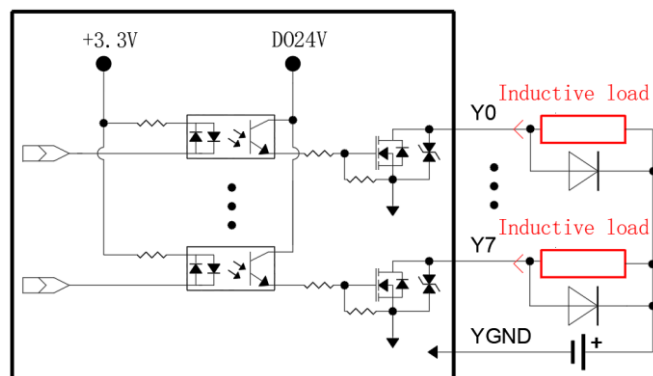 +3.3V DO24V
Y0
Inductive load
Inductive load
Y7
YGND
+